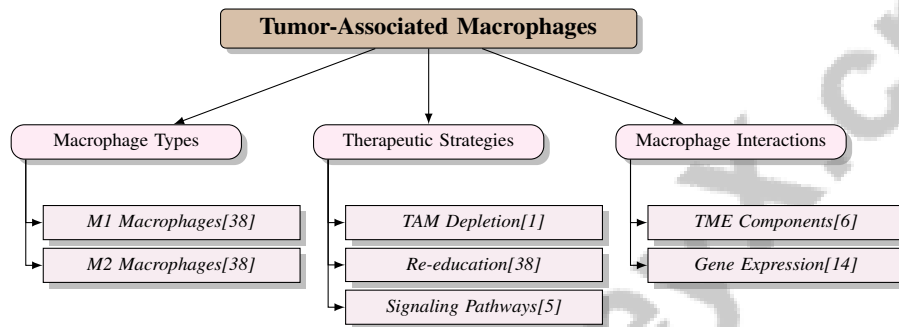 Tumor-Associated Macrophages
Macrophage Types
Therapeutic Strategies
Macrophage Interactions
M1 Macrophages[38]
TAM Depletion[1]
TME Components[6]
M2 Macrophages[38]
Re-education[38]
Gene Expression[14]
Signaling Pathways[5]